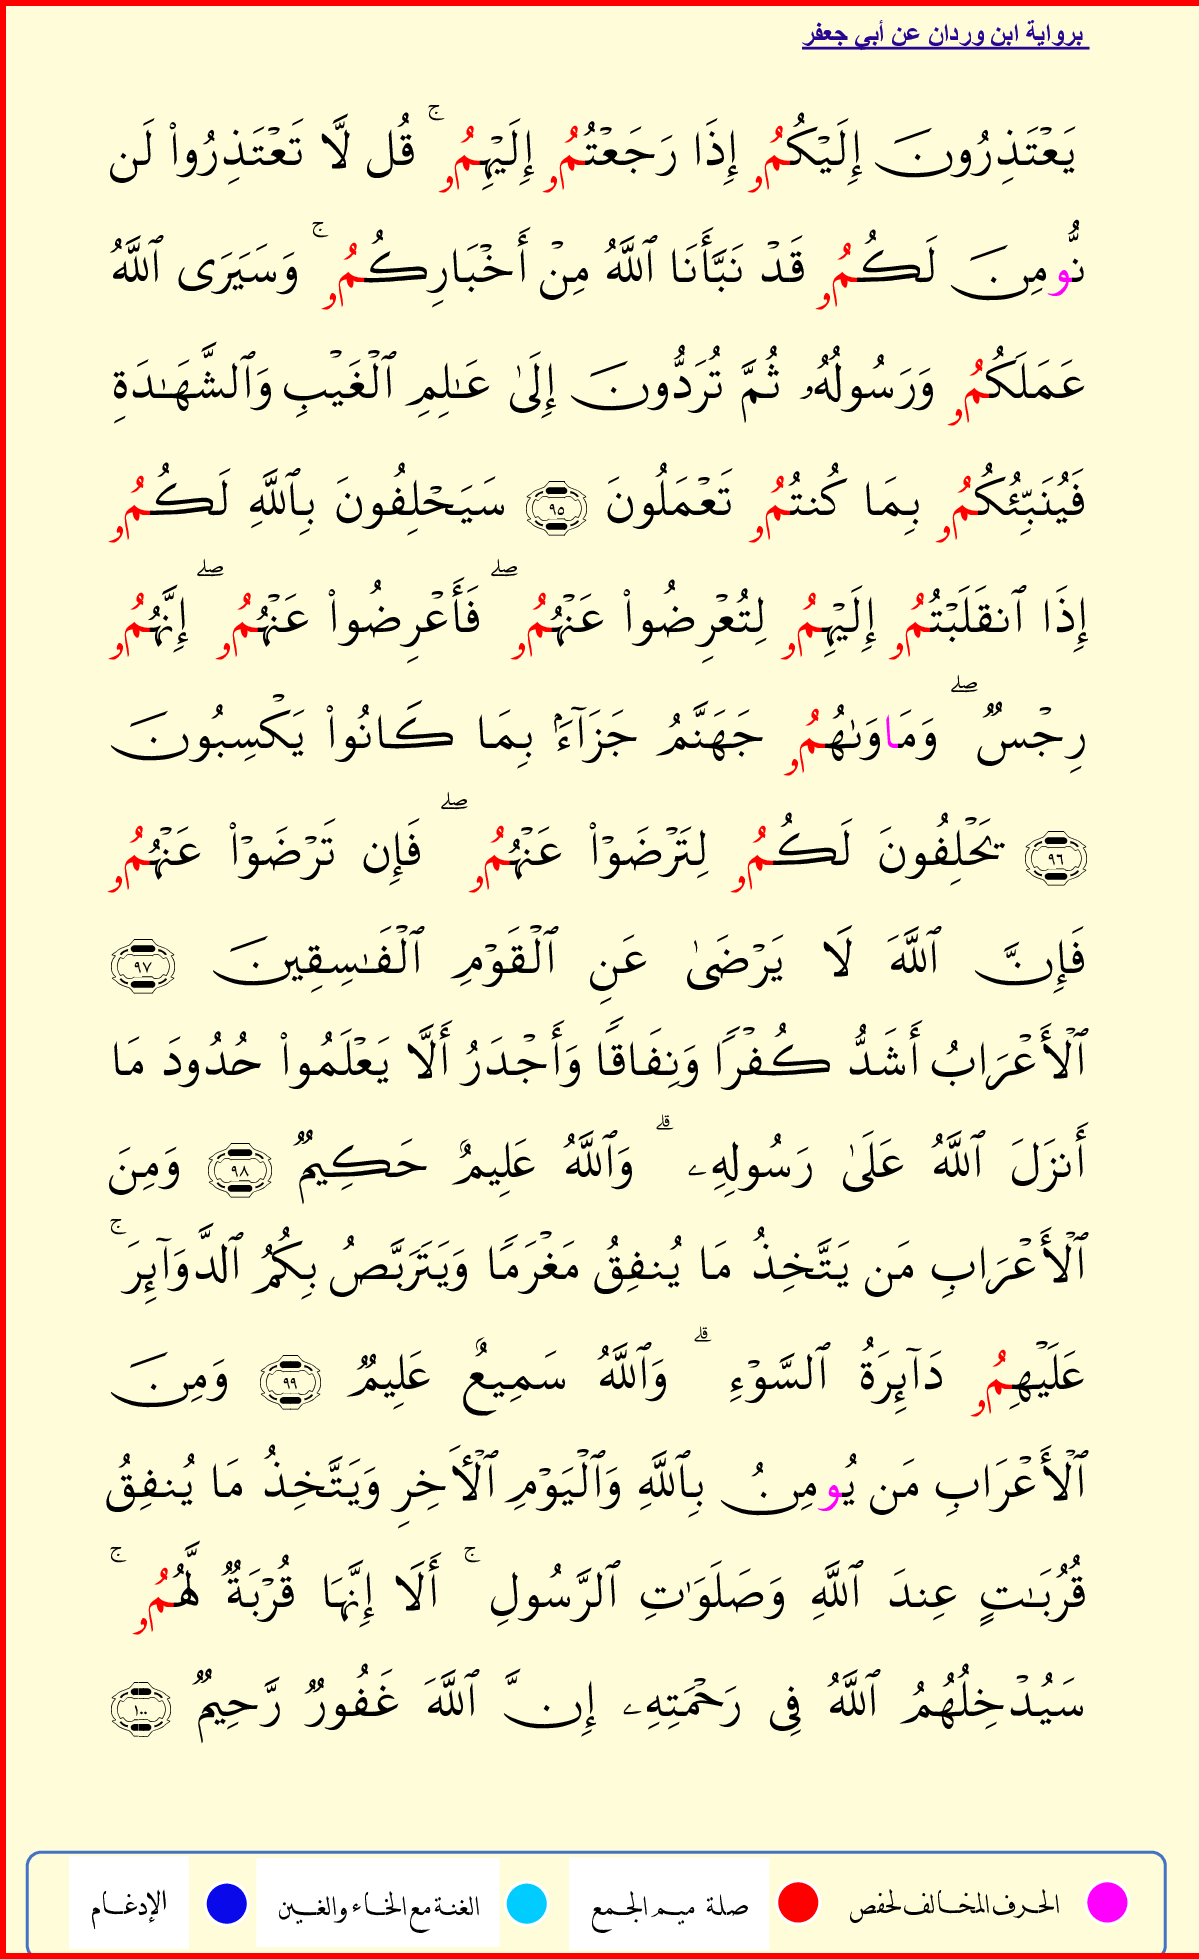 برواية ابن وردان عن أبي جعفر
يَعْتَذِرُونَ إِلَيْكُمُۥ إِذَا رَجَعْتُمُۥ إِلَيْهِمُۥ ۚ قُل لَّا تَعْتَذِرُوا۟ لَن
نُّومِنَ لَكُمُۥ قَدْ نَبَّأَنَا ٱللَّهُ مِنْ أَخْبَارِكُمُۥ ۚ وَسَيَرَى ٱللَّهُ
عَمَلَكُمُۥ وَرَسُولُهُۥ ثُمَّ تُرَدُّونَ إِلَىٰ عَـٰلِمِ ٱلْغَيْبِ وَٱلشَّهَـٰدَةِ
فَيُنَبِّئُكُمُۥ بِمَا كُنتُمُۥ تَعْمَلُونَ ٩٥ سَيَحْلِفُونَ بِٱللَّهِ لَكُمُۥ
إِذَا ٱنقَلَبْتُمُۥ إِلَيْهِمُۥ لِتُعْرِضُوا۟ عَنْهُمُۥ ۖ فَأَعْرِضُوا۟ عَنْهُمُۥ ۖ إِنَّهُمُۥ
رِجْسٌ ۖ وَمَاوَىٰهُمُۥ جَهَنَّمُ جَزَآءًۢ بِمَا كَانُوا۟ يَكْسِبُونَ
٩٦ يَحْلِفُونَ لَكُمُۥ لِتَرْضَوْا۟ عَنْهُمُۥ ۖ فَإِن تَرْضَوْا۟ عَنْهُمُۥ
فَإِنَّ ٱللَّهَ لَا يَرْضَىٰ عَنِ ٱلْقَوْمِ ٱلْفَـٰسِقِينَ ٩٧
ٱلْأَعْرَابُ أَشَدُّ كُفْرًا وَنِفَاقًا وَأَجْدَرُ أَلَّا يَعْلَمُوا۟ حُدُودَ مَا
أَنزَلَ ٱللَّهُ عَلَىٰ رَسُولِهِۦ ۗ وَٱللَّهُ عَلِيمٌ حَكِيمٌ ٩٨ وَمِنَ
ٱلْأَعْرَابِ مَن يَتَّخِذُ مَا يُنفِقُ مَغْرَمًا وَيَتَرَبَّصُ بِكُمُ ٱلدَّوَآئِرَ ۚ
عَلَيْهِمُۥ دَآئِرَةُ ٱلسَّوْءِ ۗ وَٱللَّهُ سَمِيعٌ عَلِيمٌ ٩٩ وَمِنَ
ٱلْأَعْرَابِ مَن يُومِنُ بِٱللَّهِ وَٱلْيَوْمِ ٱلْأَخِرِ وَيَتَّخِذُ مَا يُنفِقُ
قُرُبَـٰتٍ عِندَ ٱللَّهِ وَصَلَوَٰتِ ٱلرَّسُولِ ۚ أَلَا إِنَّهَا قُرْبَةٌ لَّهُمُۥ ۚ
سَيُدْخِلُهُمُ ٱللَّهُ فِى رَحْمَتِهِۦ إِنَّ ٱللَّهَ غَفُورٌ رَّحِيمٌ ١٠٠
الحرف المخالف لحفص صلة ميم الجمع الغنة مع الخاء والغين الإدغام